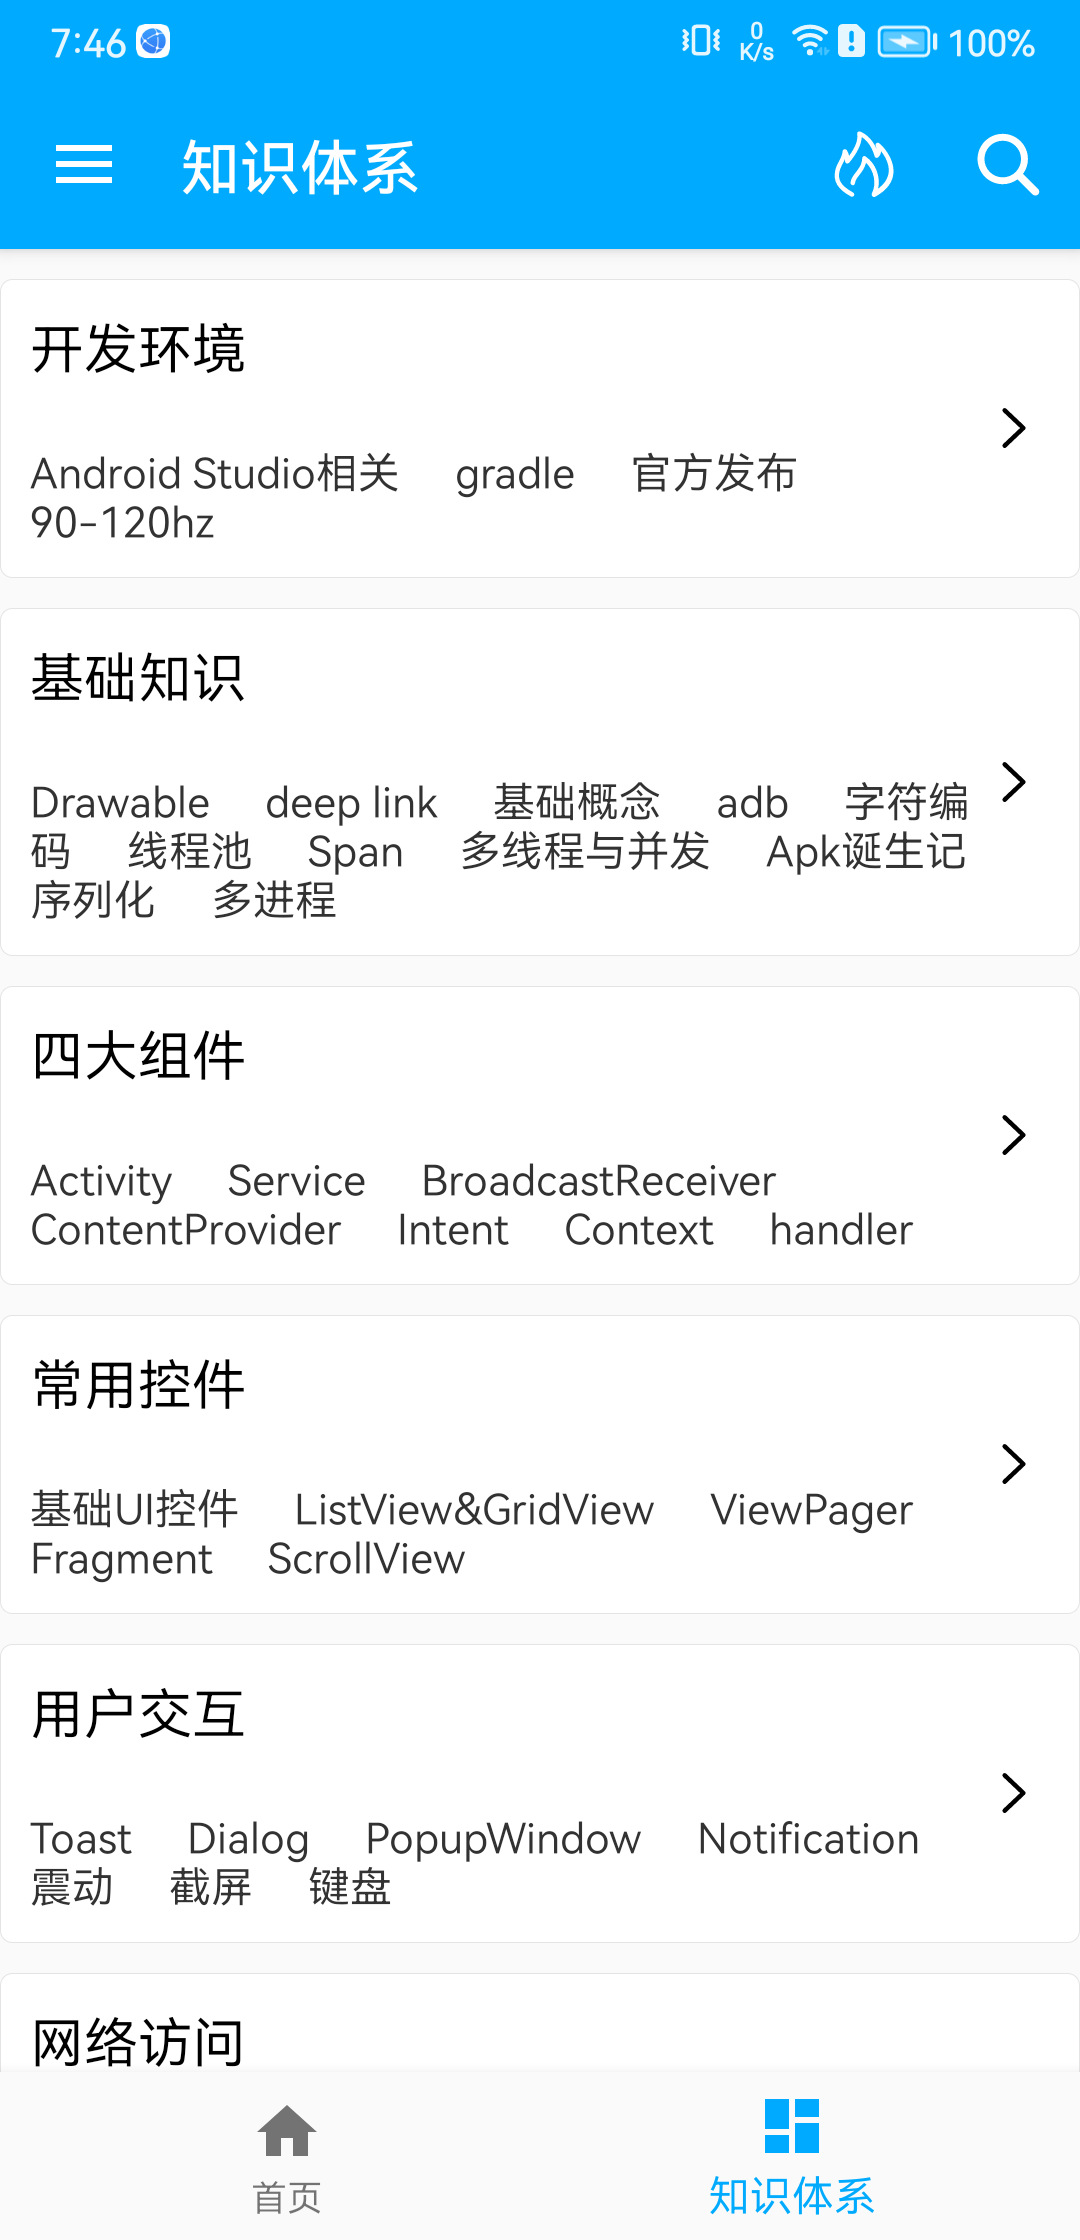 7:46
0 K/s
100%
知识体系
开发环境
Android Studio相关 gradle 官方发布
90-120hz
基础知识
Drawable deep link 基础概念 adb 字符编
码 线程池 Span 多线程与并发 Apk诞生记
序列化 多进程
四大组件
Activity Service BroadcastReceiver
ContentProvider Intent Context handler
常用控件
基础UI控件 ListView&GridView ViewPager
Fragment ScrollView
用户交互
Toast Dialog PopupWindow Notification
震动 截屏 键盘
网络访问
首页
知识体系